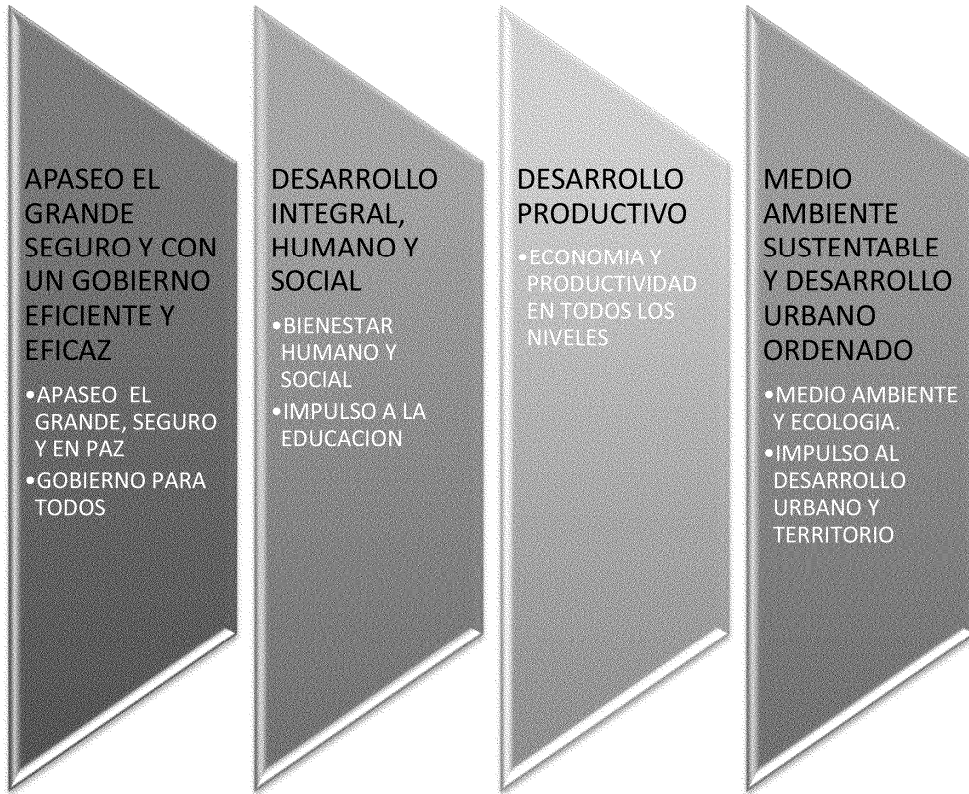 APASEO EL
GRANDE
SEGURO Y CON
UN GOBIERNO
EFICIENTE Y
EFICAZ
•APASEO  EL
GRANDE, SEGURO
Y EN PAZ
•GOBIERNO PARA
TODOS
DESARROLLO
INTEGRAL,
HUMANO Y
SOCIAL
•BIENESTAR
HUMANO Y
SOCIAL
•IMPULSO A LA
EDUCACION
DESARROLLO
PRODUCTIVO
•ECONOMIA Y
PRODUCTIVIDAD
EN TODOS LOS
NIVELES
MEDIO
AMBIENTE
SUSTENTABLE
Y DESARROLLO
URBANO
ORDENADO
•MEDIO AMBIENTE
Y ECOLOGIA.
•IMPULSO AL
DESARROLLO
URBANO Y
TERRITORIO